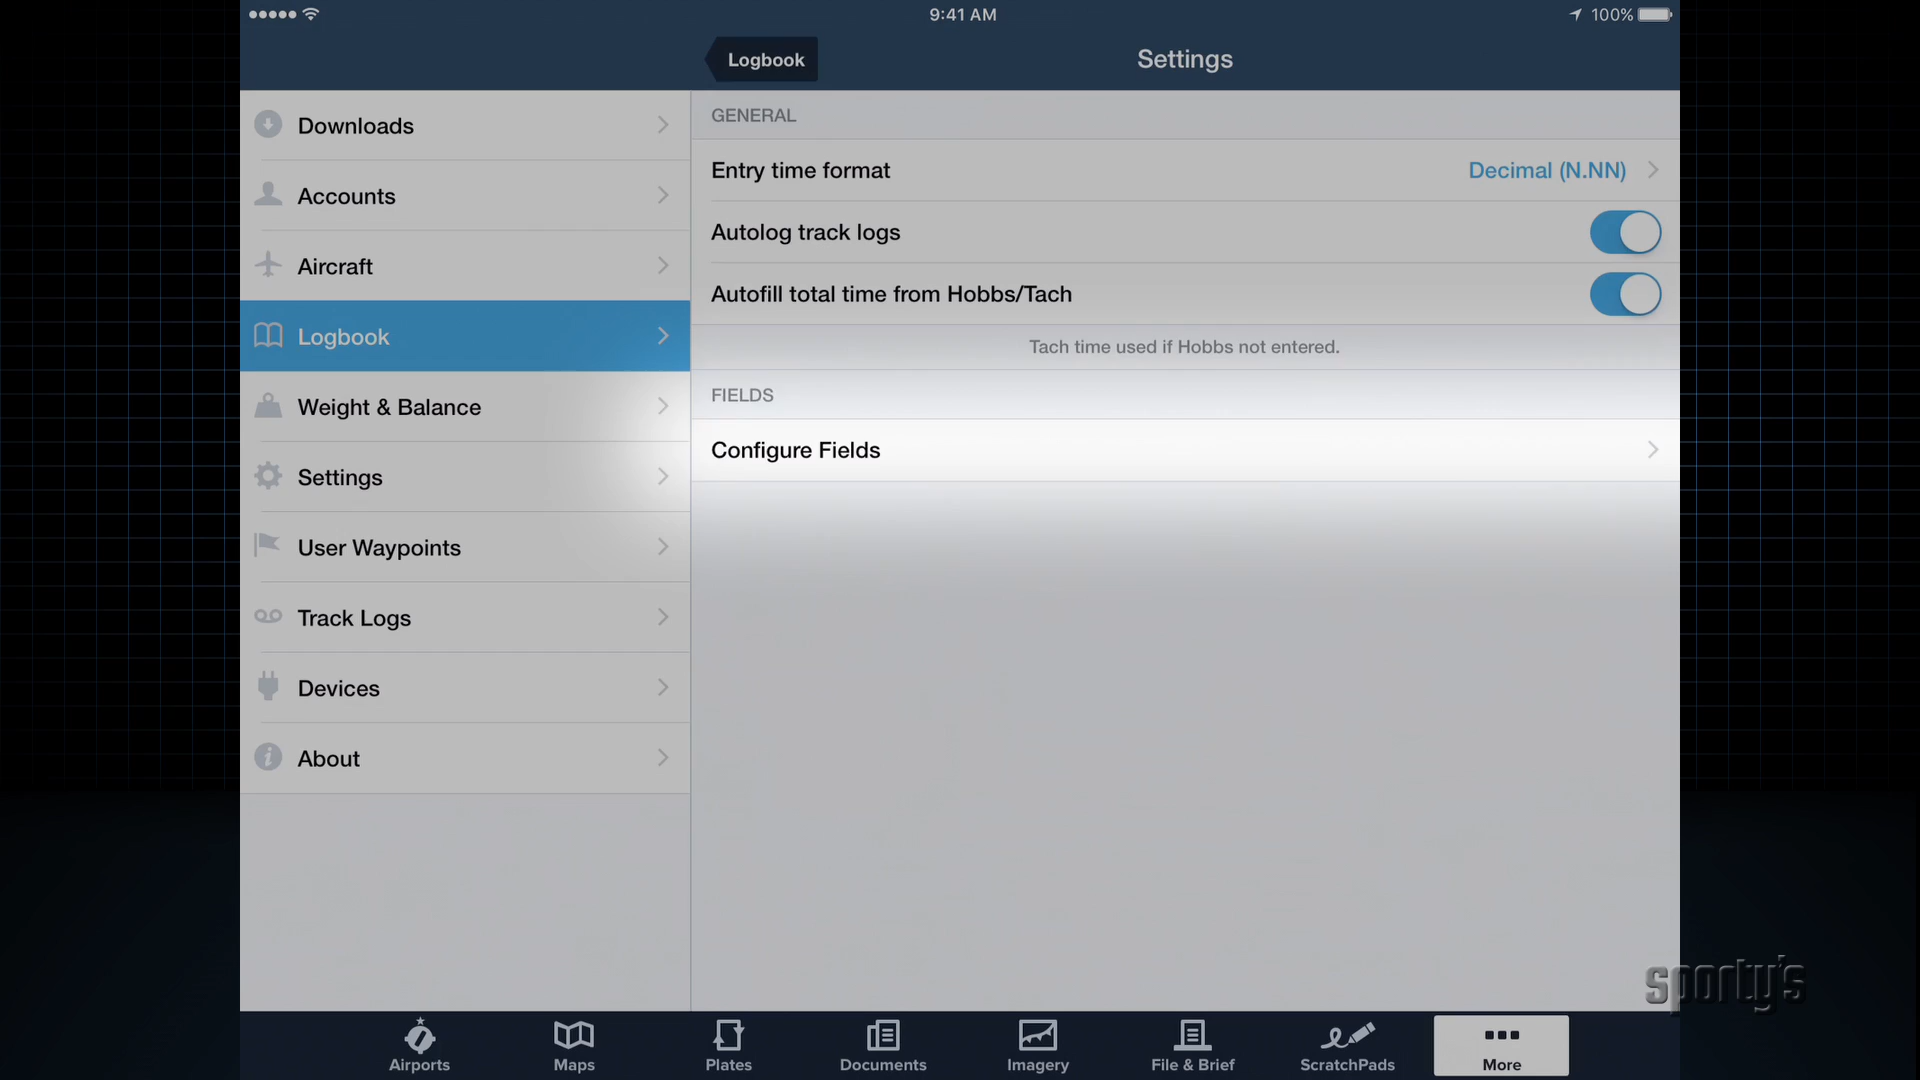 9:41 AM
100%
Logbook
Settings
Downloads
Accounts
Aircraft
Logbook
Weight & Balance
Settings
User Waypoints
Track Logs
Devices
About
GENERAL
Entry time format
Decimal (N.NN)
Autolog track logs
Autofill total time from Hobbs/Tach
Tach time used if Hobbs not entered.
FIELDS
Configure Fields
sporty's
Airports
Maps
Plates
Documents
Imagery
File & Brief
ScratchPads
More